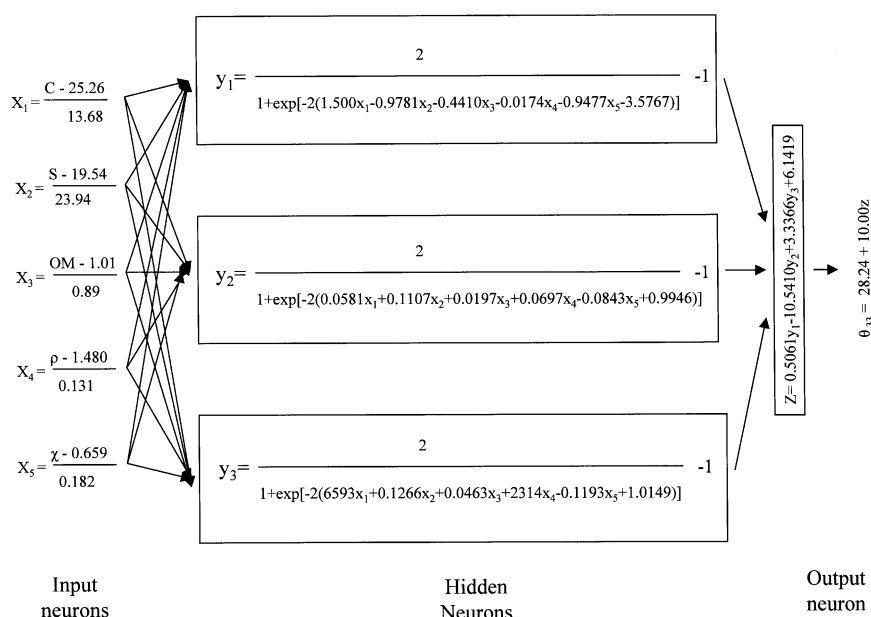 X1= C - 25.26
13.68
X2= S - 19.54
23.94
X3= OM - 1.01
0.89
X4= ρ - 1.480
0.131
X5= χ - 0.659
0.182
2
y1= -1
1+exp[-2(1.500x1-0.9781x2-0.4410x3-0.0174x4-0.9477x5-3.5767)]
2
y2= -1
1+exp[-2(0.0581x1+0.1107x2+0.0197x3+0.0697x4-0.0843x5+0.9946)]
2
y3= -1
1+exp[-2(6593x1+0.1266x2+0.0463x3+2314x4-0.1193x5+1.0149)]
Z= 0.5061y1-10.5410y2+3.3366y3+6.1419
θ33 = 28.24 + 10.00z
Input
neurons
Hidden
Neurons
Output
neuron